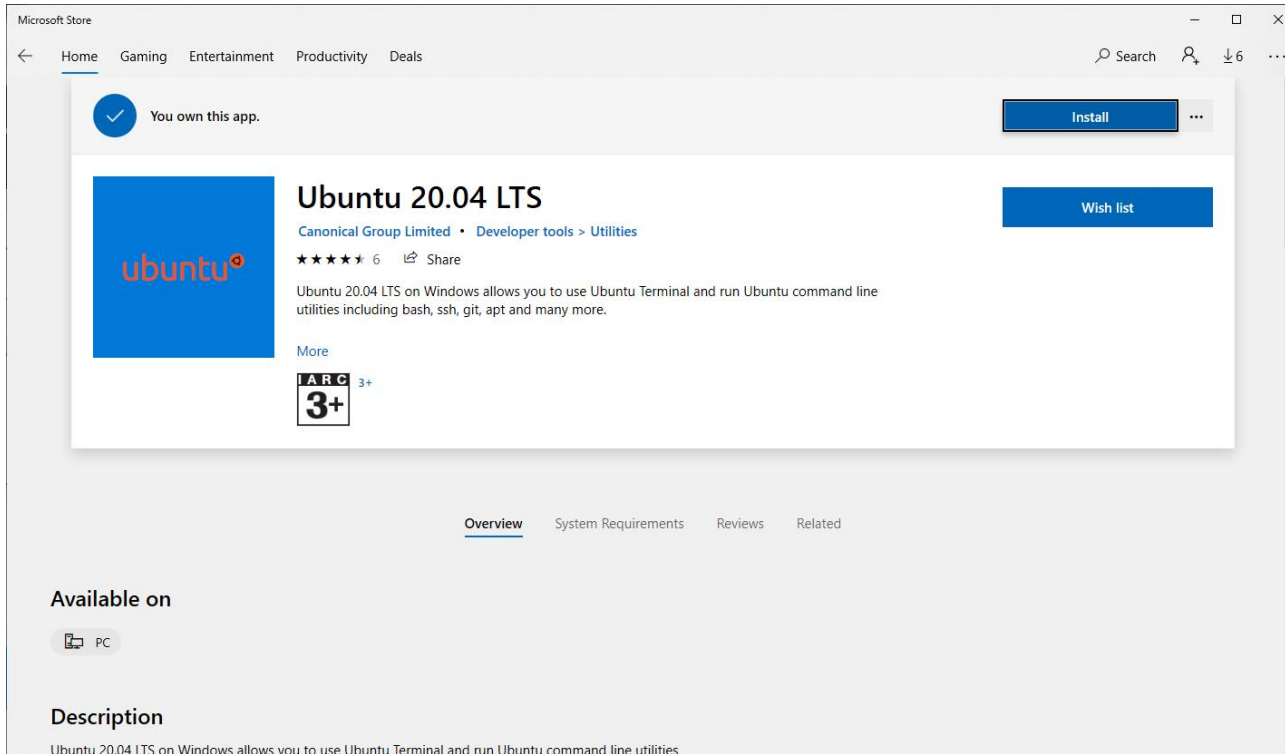 Microsoft Store
Home Gaming Entertainment Productivity Deals Search 6 ...
You own this app. Install ...
ubuntu
Ubuntu 20.04 LTS
Wish list
Canonical Group Limited • Developer tools > Utilities
6 Share
Ubuntu 20.04 LTS on Windows allows you to use Ubuntu Terminal and run Ubuntu command line
utilities including bash, ssh, git, apt and many more.
More
IARC 3+
3+
Overview System Requirements Reviews Related
Available on
PC
Description
Ubuntu 20.04 LTS on Windows allows you to use Ubuntu Terminal and run Ubuntu command line utilities